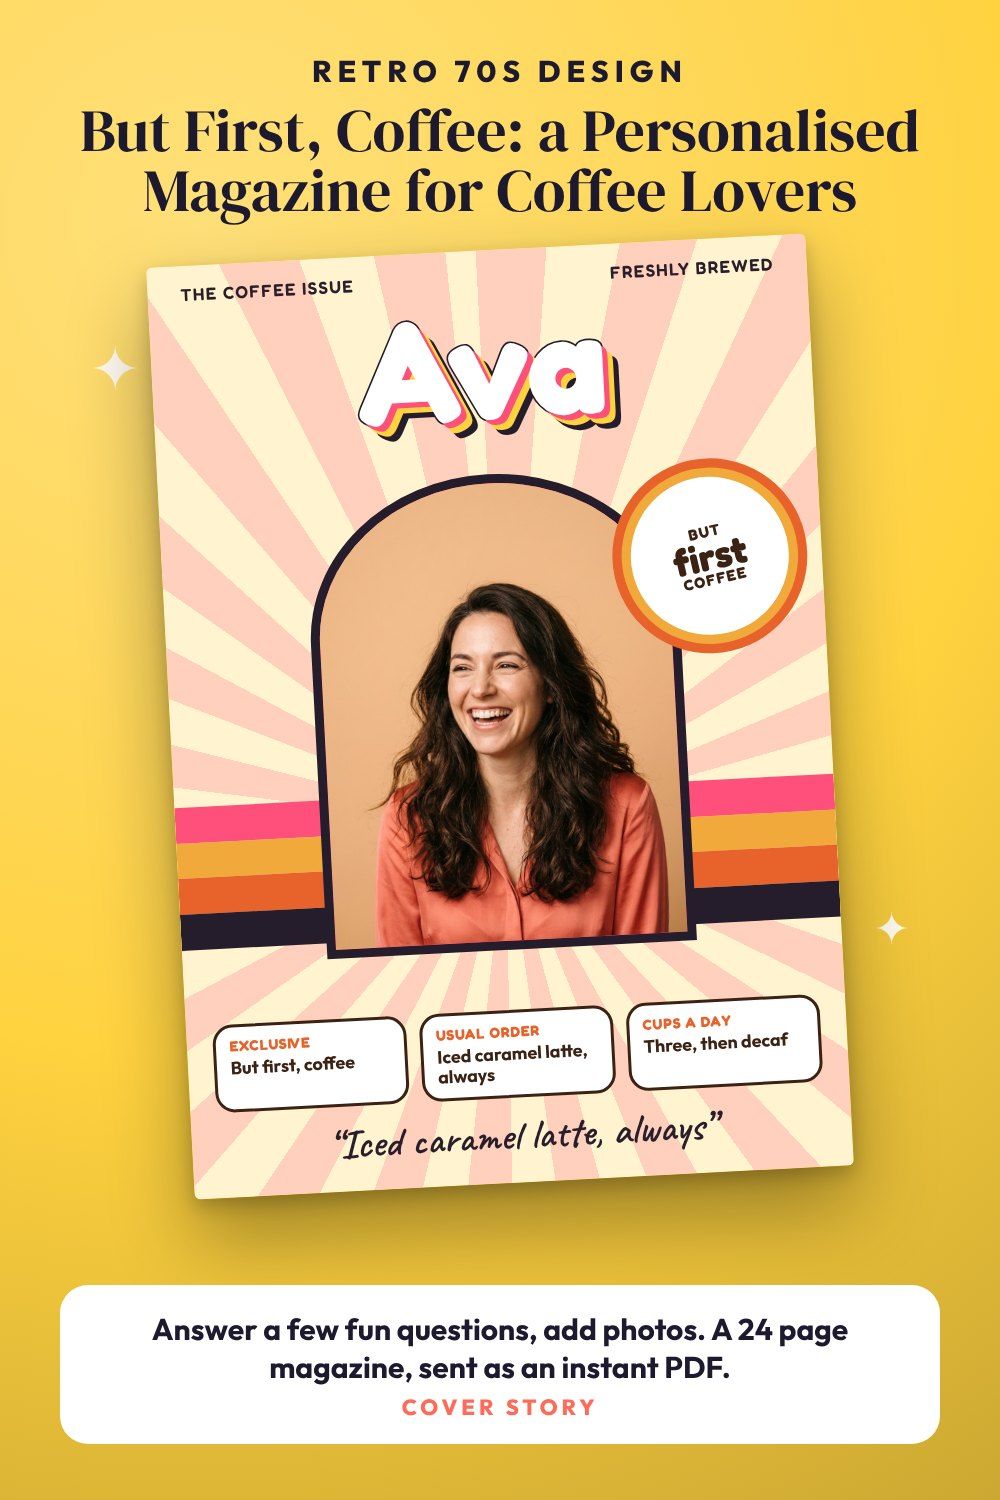 RETRO 70S DESIGN
But First, Coffee: a Personalised
Magazine for Coffee Lovers
THE COFFEE ISSUE
FRESHLY BREWED
Ava
BUT
first
COFFEE
EXCLUSIVE
But first, coffee
USUAL ORDER
Iced caramel latte,
always
CUPS A DAY
Three, then decaf
“Iced caramel latte, always”
Answer a few fun questions, add photos. A 24 page
magazine, sent as an instant PDF.
COVER STORY